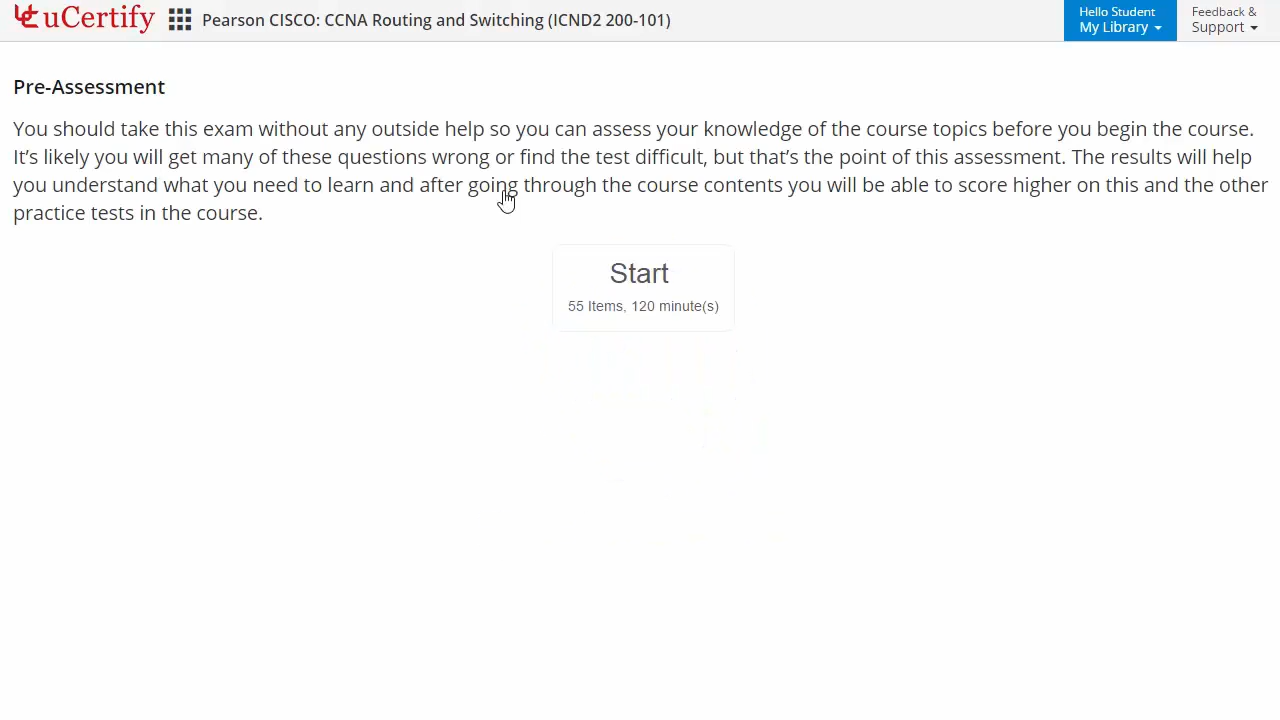 uCertify
Pearson CISCO: CCNA Routing and Switching (ICND2 200-101)
Hello Student
My Library
Feedback &
Support
Pre-Assessment
You should take this exam without any outside help so you can assess your knowledge of the course topics before you begin the course.
It’s likely you will get many of these questions wrong or find the test difficult, but that’s the point of this assessment. The results will help
you understand what you need to learn and after going through the course contents you will be able to score higher on this and the other
practice tests in the course.
Start
55 Items, 120 minute(s)